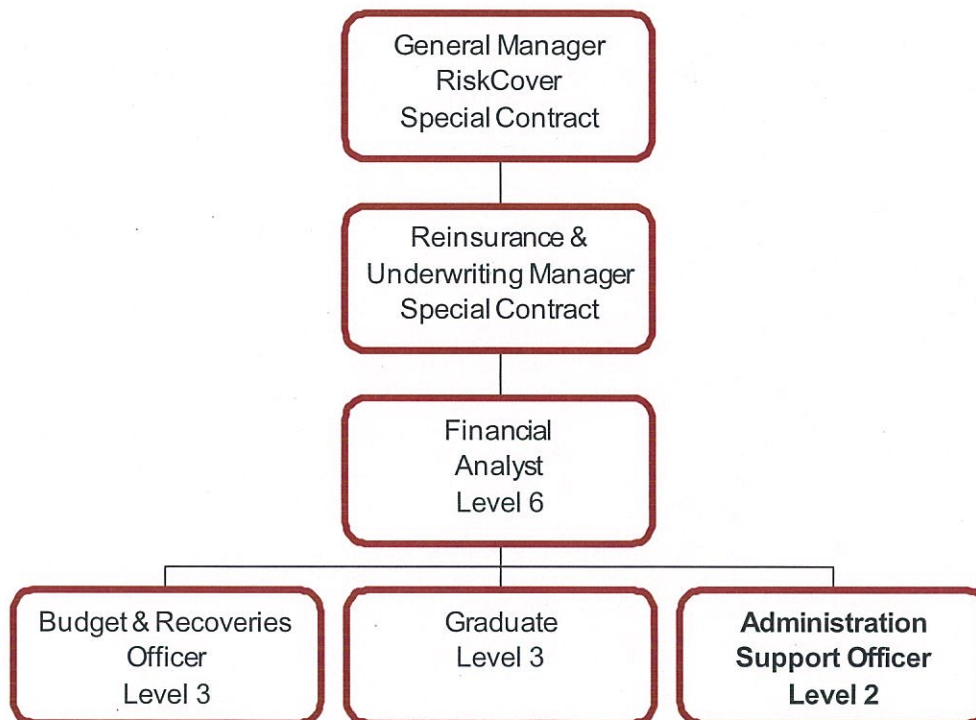 General Manager
RiskCover
Special Contract
Reinsurance &
Underwriting Manager
Special Contract
Financial
Analyst
Level 6
Budget & Recoveries
Officer
Level 3
Graduate
Level 3
Administration
Support Officer
Level 2